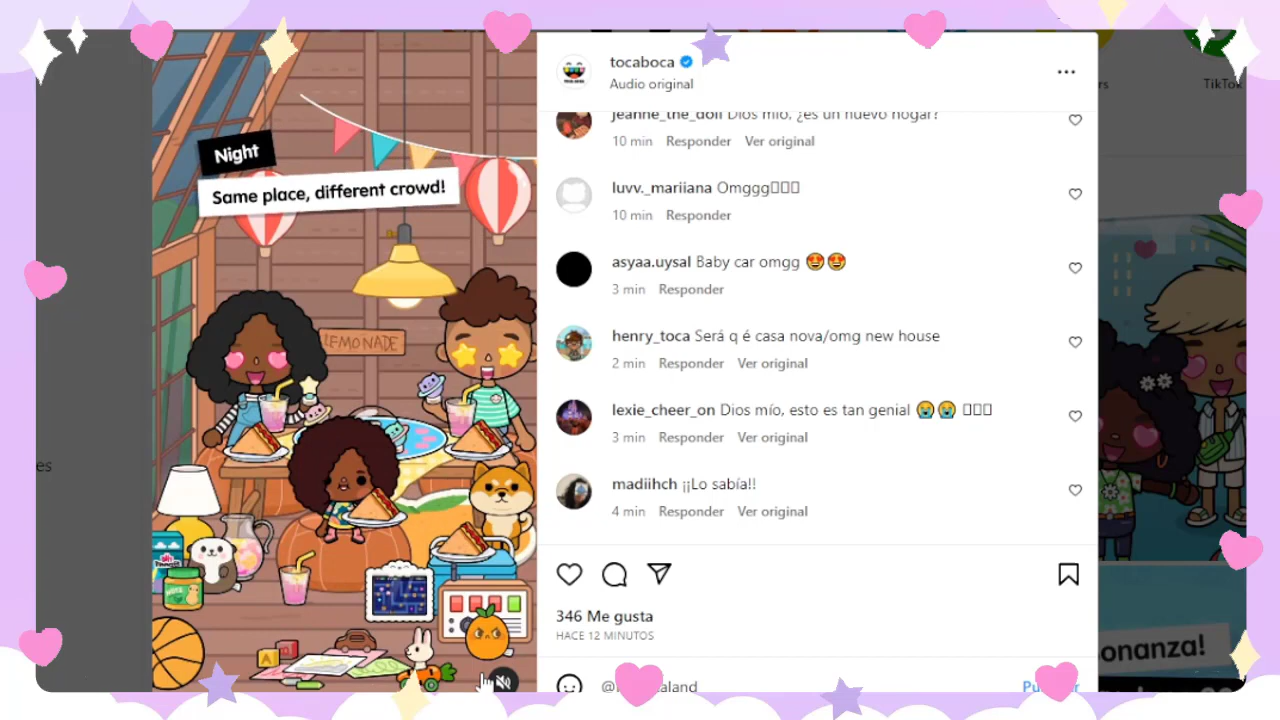 rs
TikTok
es
Night
Same place, different crowd!
LEMONADE
tocaboca
Audio original
jeanne_the_doll Dios mío, ¿es un nuevo hogar?
10 min Responder Ver original
luvv._mariiana Omggg
10 min Responder
asyaa.uysal Baby car omgg 😍😍
3 min Responder
henry_toca Será q é casa nova/omg new house
2 min Responder Ver original
lexie_cheer_on Dios mío, esto es tan genial 😭😭
3 min Responder Ver original
madiihch ¡¡Lo sabía!!
4 min Responder Ver original
346 Me gusta
HACE 12 MINUTOS
onanza!